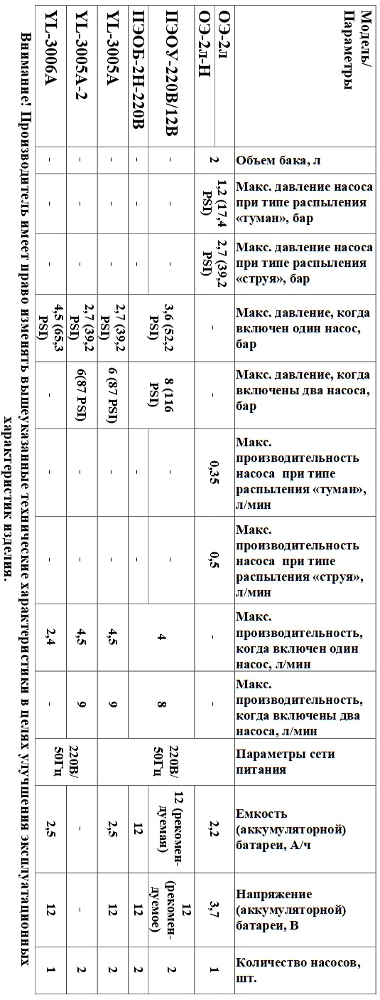 Модель/
Параметры
Объем бака, л
Макс. давление насоса
при типе распыления
«туман», бар
Макс. давление насоса
при типе распыления
«струя», бар
Макс. давление, когда
включен один насос,
бар
Макс. давление, когда
включены два насоса,
бар
Макс.
производительность
насоса при типе
распыления «туман»,
л/мин
Макс.
производительность
насоса при типе
распыления «струя»,
л/мин
Макс.
производительность,
когда включен один
насос, л/мин
Макс.
производительность,
когда включены два
насоса, л/мин
Параметры сети
питания
Емкость
(аккумуляторной)
батареи, А/ч
Напряжение
(аккумуляторной)
батареи, В
Количество насосов,
шт.
ОЭ-2л
ОЭ-2л-Н
2
1,2 (17,4
PSI)
2,7 (39,2
PSI)
-
-
0,35
0,5
-
-
220В/
50Гц
2,2
3,7
1
ПЭОУ-220В/12В
-
-
-
3,6 (52,2
PSI)
8 (116
PSI)
-
-
4
8
12 (рекомен-
дуемая)
12
(рекомен-
дуемое)
2
ПЭОБ-2Н-220В
-
-
-
-
-
12
12
2
YL-3005A
-
-
-
2,7 (39,2
PSI)
6 (87 PSI)
-
-
4,5
9
2,5
12
2
YL-3005A-2
-
-
-
2,7 (39,2
PSI)
6(87 PSI)
-
-
4,5
9
220В/
50Гц
-
-
2
YL-3006A
-
-
-
4,5 (65,3
PSI)
-
-
-
2,4
-
2,5
12
1
Внимание! Производитель имеет право изменять вышеуказанные технические характеристики в целях улучшения эксплуатационных
характеристик изделия.